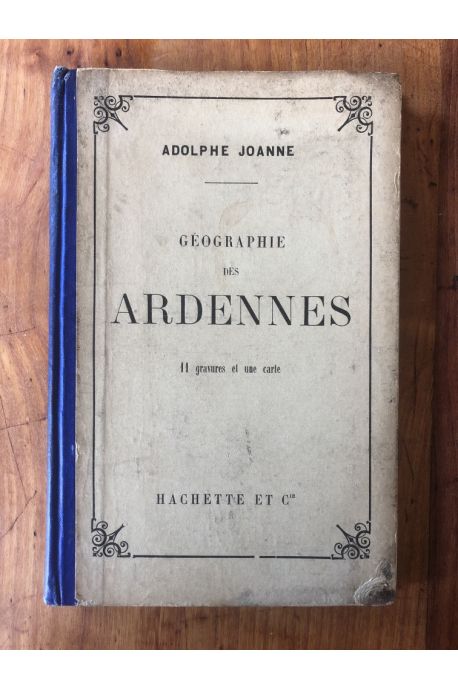 ADOLPHE JOANNE
GÉOGRAPHIE
DES
ARDENNES
11 gravures et une carte
HACHETTE ET Cie